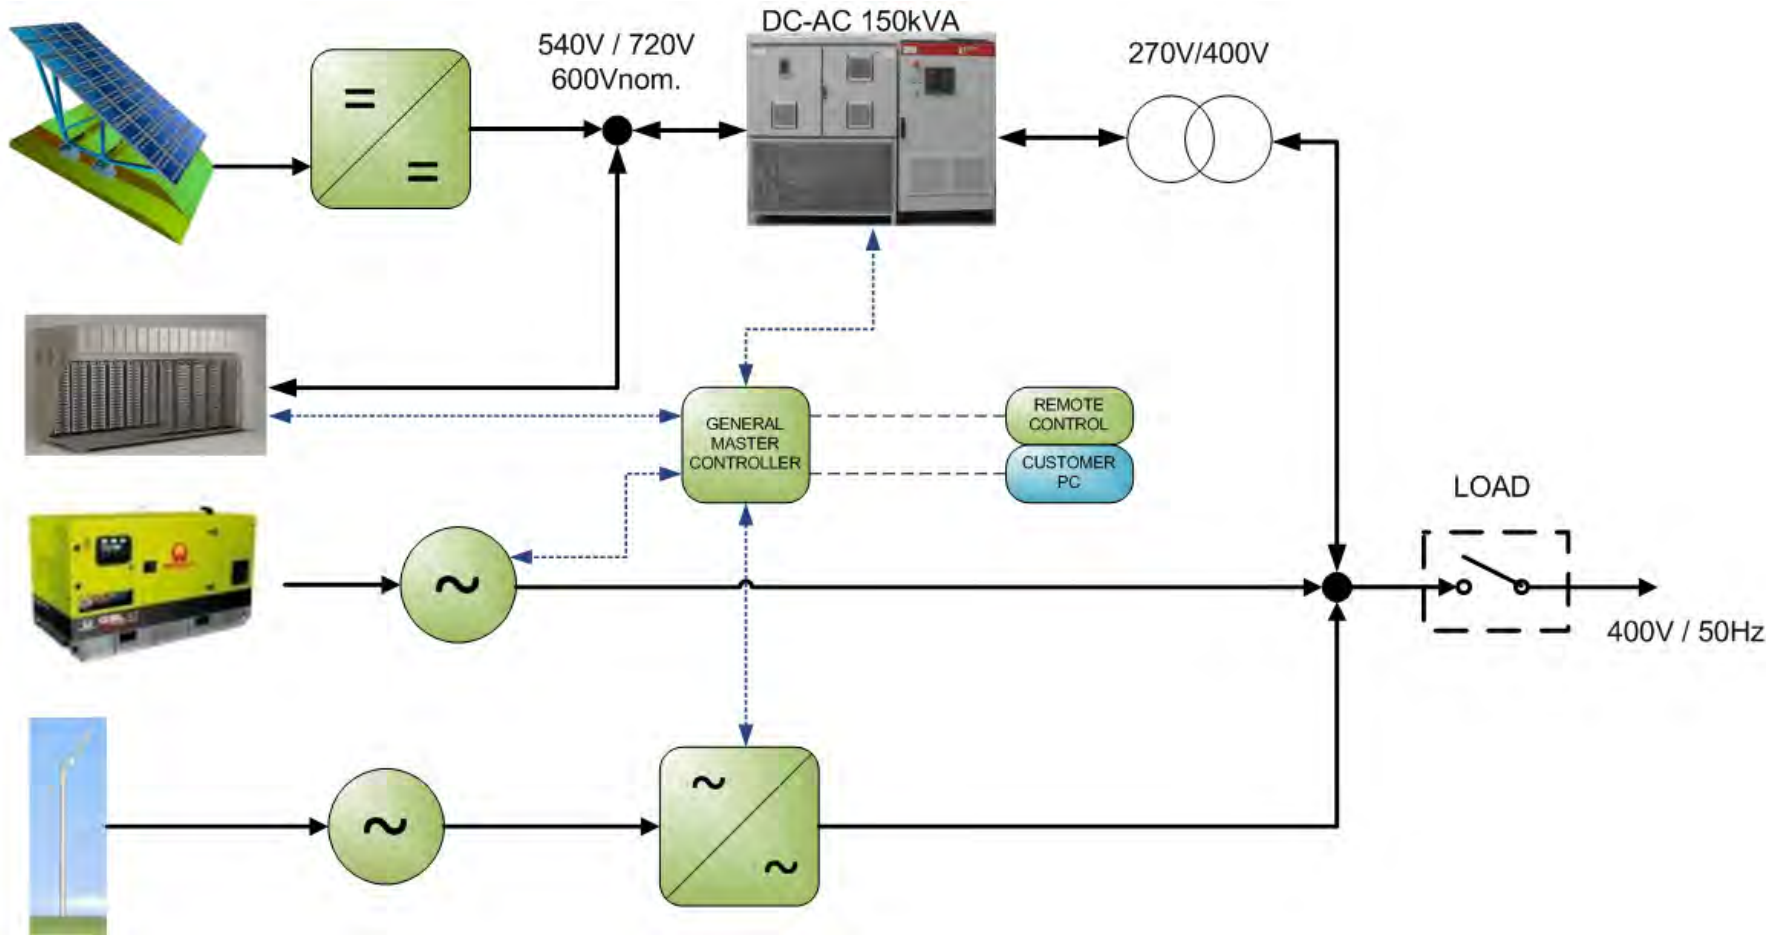 DC-AC 150kVA
540V / 720V
600Vnom.
270V/400V
GENERAL
MASTER
CONTROLLER
REMOTE
CONTROL
CUSTOMER
PC
LOAD
400V / 50Hz
=
=
~
~
~
~